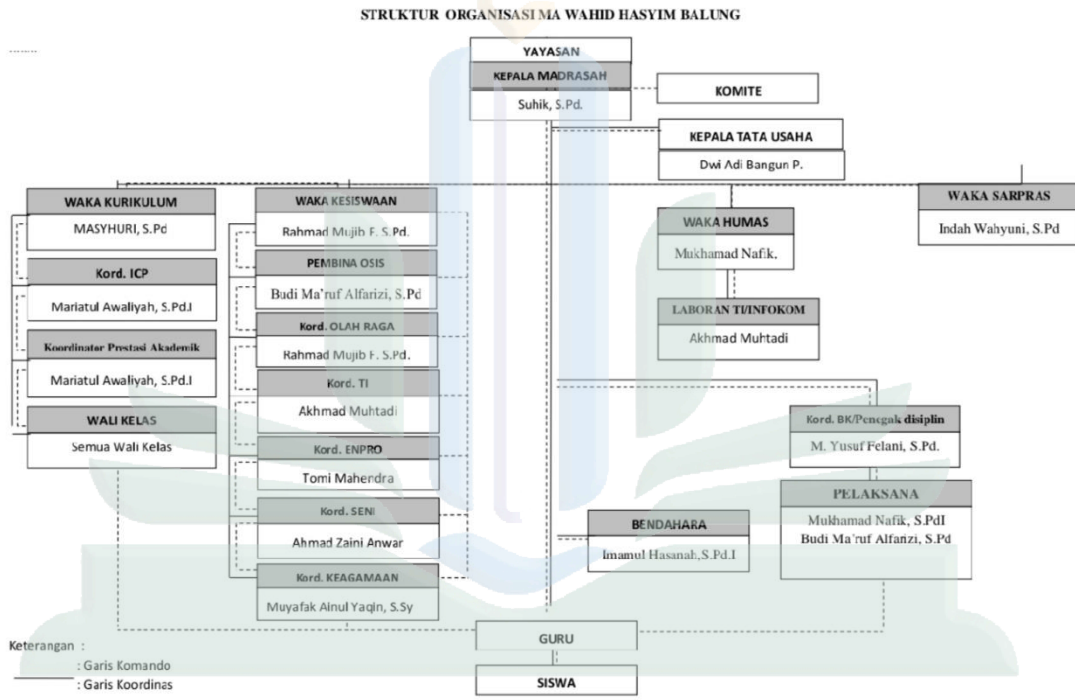 STRUKTUR ORGANISASI MA WAHID HASYIM BALUNG
YAYASAN
KEPALA MADRASAH
Suhik, S.Pd.
KOMITE
KEPALA TATA USAHA
Dwi Adi Bangun P.
WAKA KURIKULUM
MASYHURI, S.Pd
Kord. ICP
Mariatul Awaliyah, S.Pd.I
Koordinator Prestasi Akademik
Mariatul Awaliyah, S.Pd.I
WALI KELAS
Semua Wali Kelas
WAKA KESISWAAN
Rahmad Mujib F. S.Pd.
PEMBINA OSIS
Budi Ma'ruf Alfarizi, S.Pd
Kord. OLAH RAGA
Rahmad Mujib F. S.Pd.
Kord. TI
Akhmad Muhtadi
Kord. ENPRO
Tomi Mahendra
Kord. SENI
Ahmad Zaini Anwar
Kord. KEAGAMAAN
Muyafak Ainul Yaqin, S.Sy
WAKA HUMAS
Mukhamad Nafik.
LABORAN TI/INFOKOM
Akhmad Muhtadi
WAKA SARPRAS
Indah Wahyuni, S.Pd
Kord. BK/Penegak disiplin
M. Yusuf Felani, S.Pd.
PELAKSANA
Mukhamad Nafik, S.PdI
Budi Ma'ruf Alfarizi, S.Pd
BENDAHARA
Imamul Hasanah,S.Pd.I
GURU
SISWA
Keterangan :
: Garis Komando
: Garis Koordinas